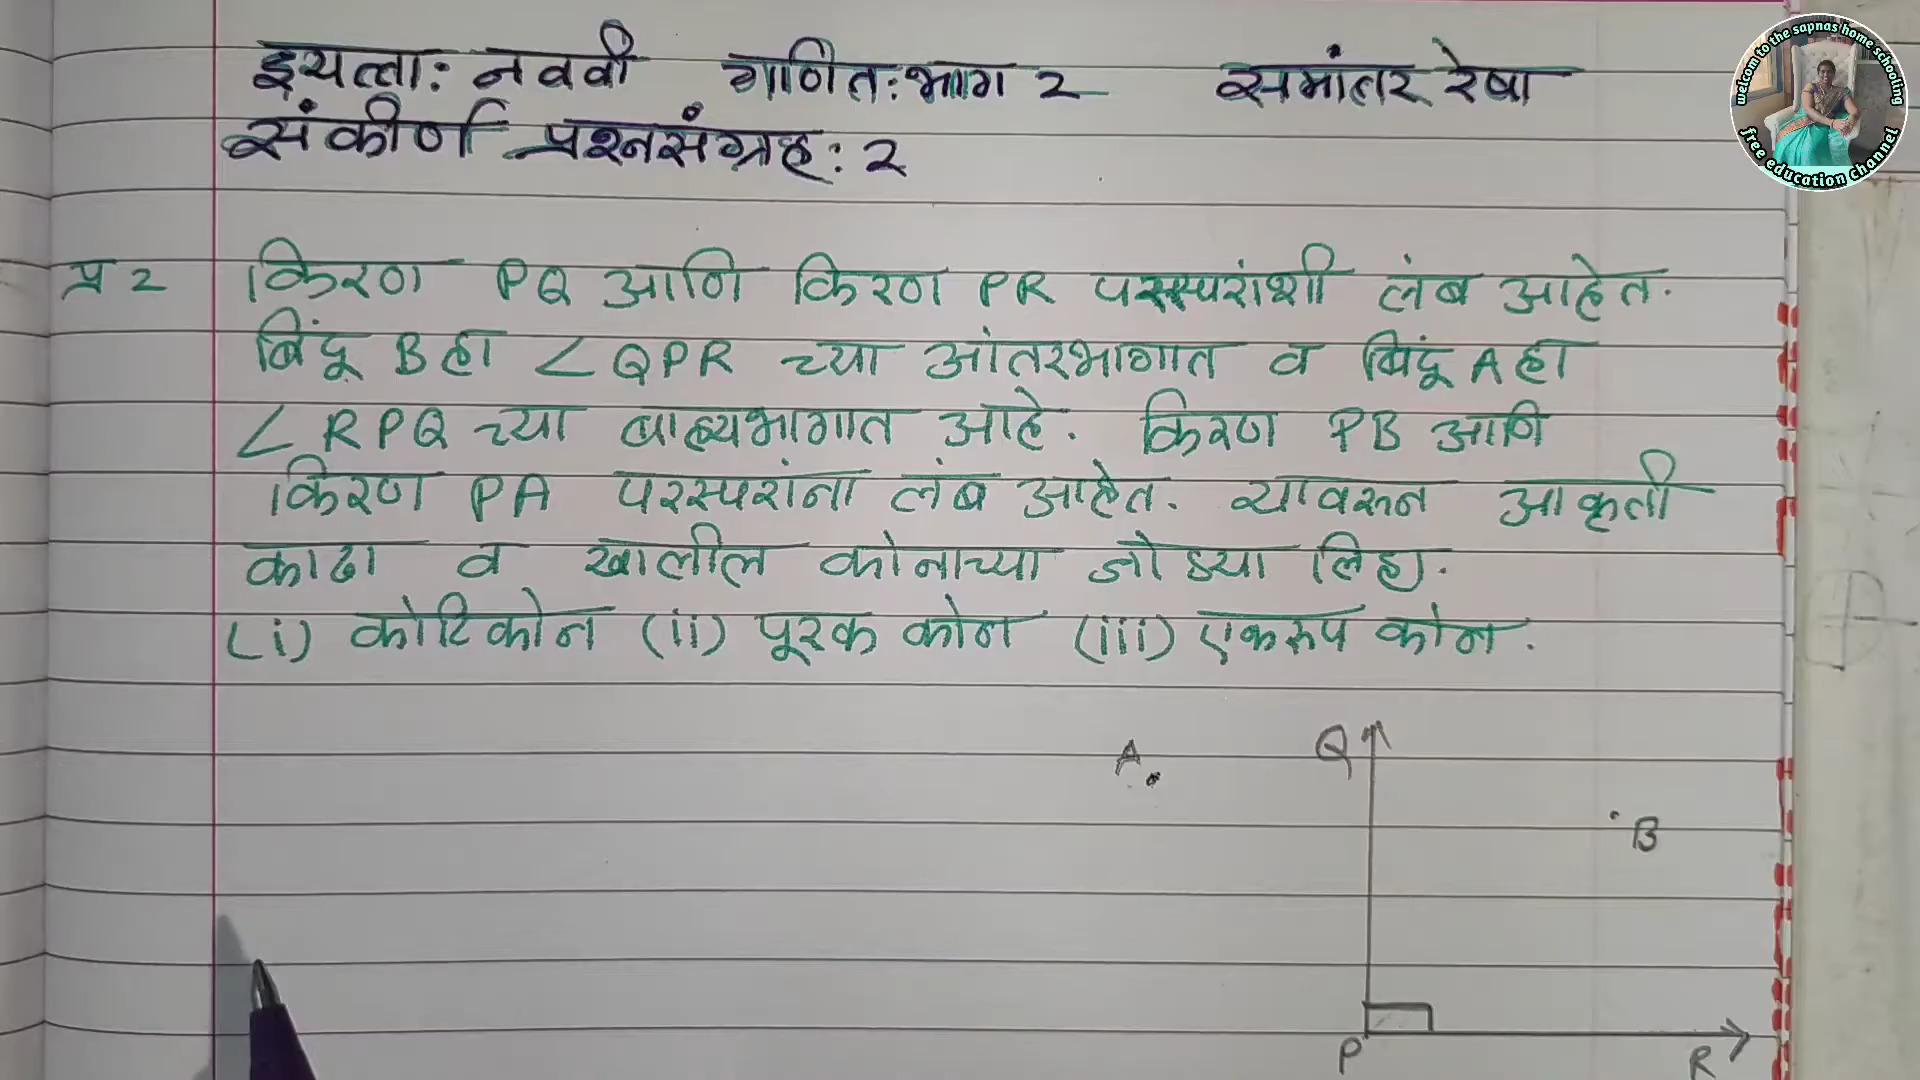 इयत्ता: नववी गणित: भाग 2 समांतर रेषा
संकीर्ण प्रश्नसंग्रह: 2
प्र 2 किरण PQ आणि किरण PR परस्परांशी लंब आहेत.
बिंदू B हा ∠QPR च्या आंतरभागात व बिंदू A हा
∠RPQ च्या बाह्यभागात आहे. किरण PB आणि
किरण PA परस्परांना लंब आहेत. यावरून आकृती
काढा व खालील कोनाच्या जोड्या लिहा.
(i) कोटिकोन (ii) पूरक कोन (iii) एकरूप कोन.
A Q
B
P R
welcom to the sapnas home schooling
free education channel